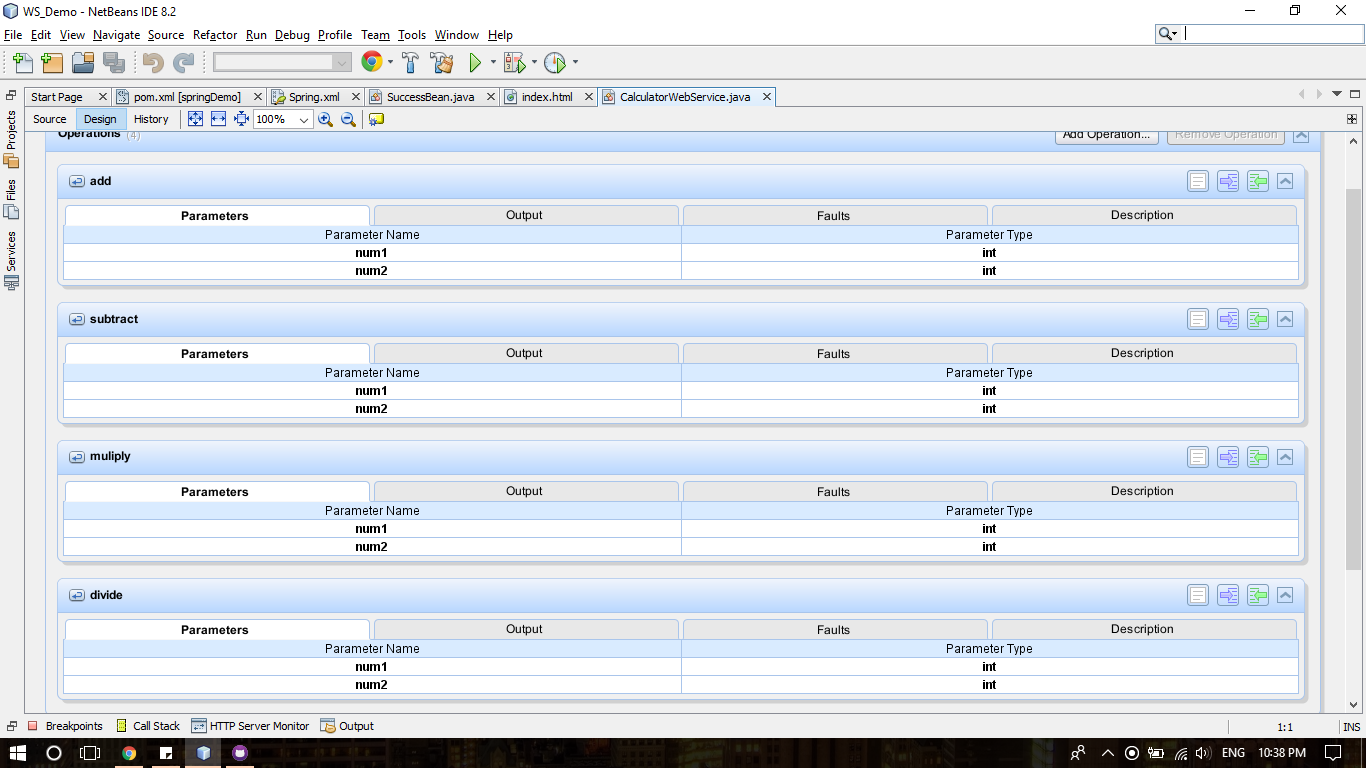 WS_Demo - NetBeans IDE 8.2
File Edit View Navigate Source Refactor Run Debug Profile Team Tools Window Help
Start Page pom.xml [springDemo] Spring.xml SuccessBean.java index.html CalculatorWebService.java
Source Design History 100%
Projects
Files
Services
Operations (4) Add Operation... Remove Operation
add
Parameters Output Faults Description
Parameter Name Parameter Type
num1 int
num2 int
subtract
Parameters Output Faults Description
Parameter Name Parameter Type
num1 int
num2 int
muliply
Parameters Output Faults Description
Parameter Name Parameter Type
num1 int
num2 int
divide
Parameters Output Faults Description
Parameter Name Parameter Type
num1 int
num2 int
Breakpoints Call Stack HTTP Server Monitor Output 1:1 INS
ENG 10:38 PM